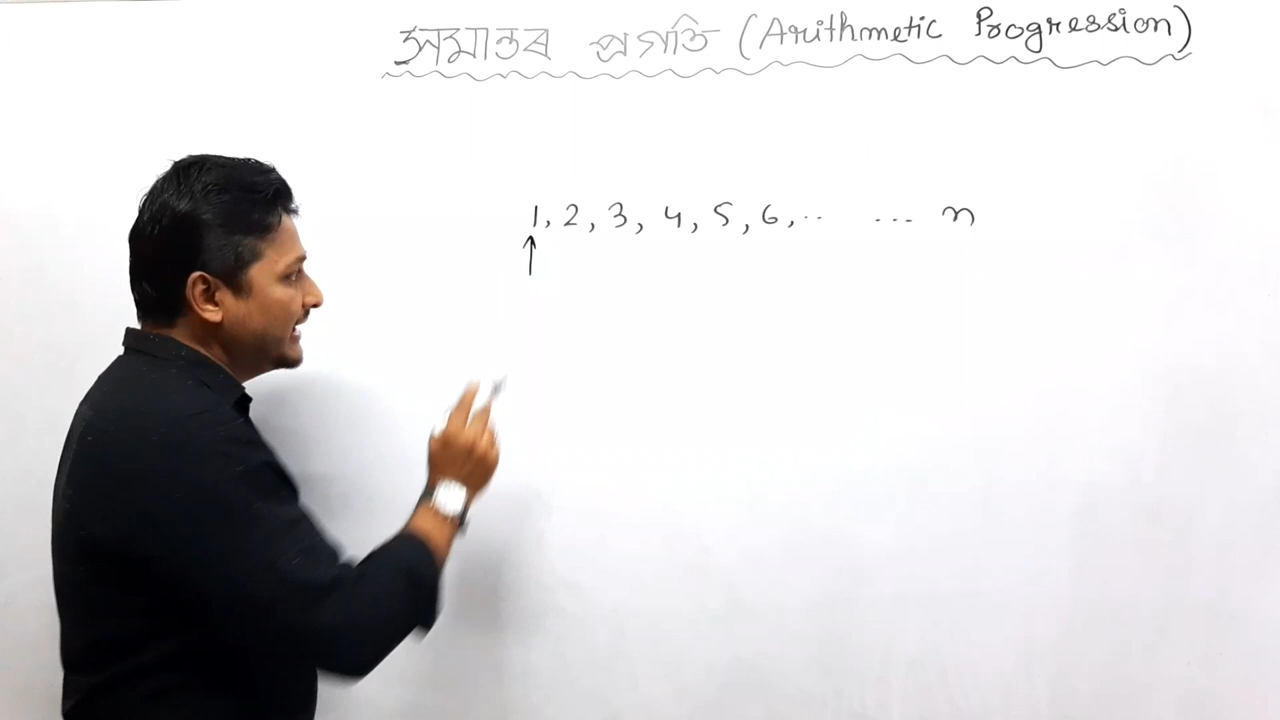 সমান্তৰ প্ৰগতি (Arithmetic Progression)
1, 2, 3, 4, 5, 6, .. ... n